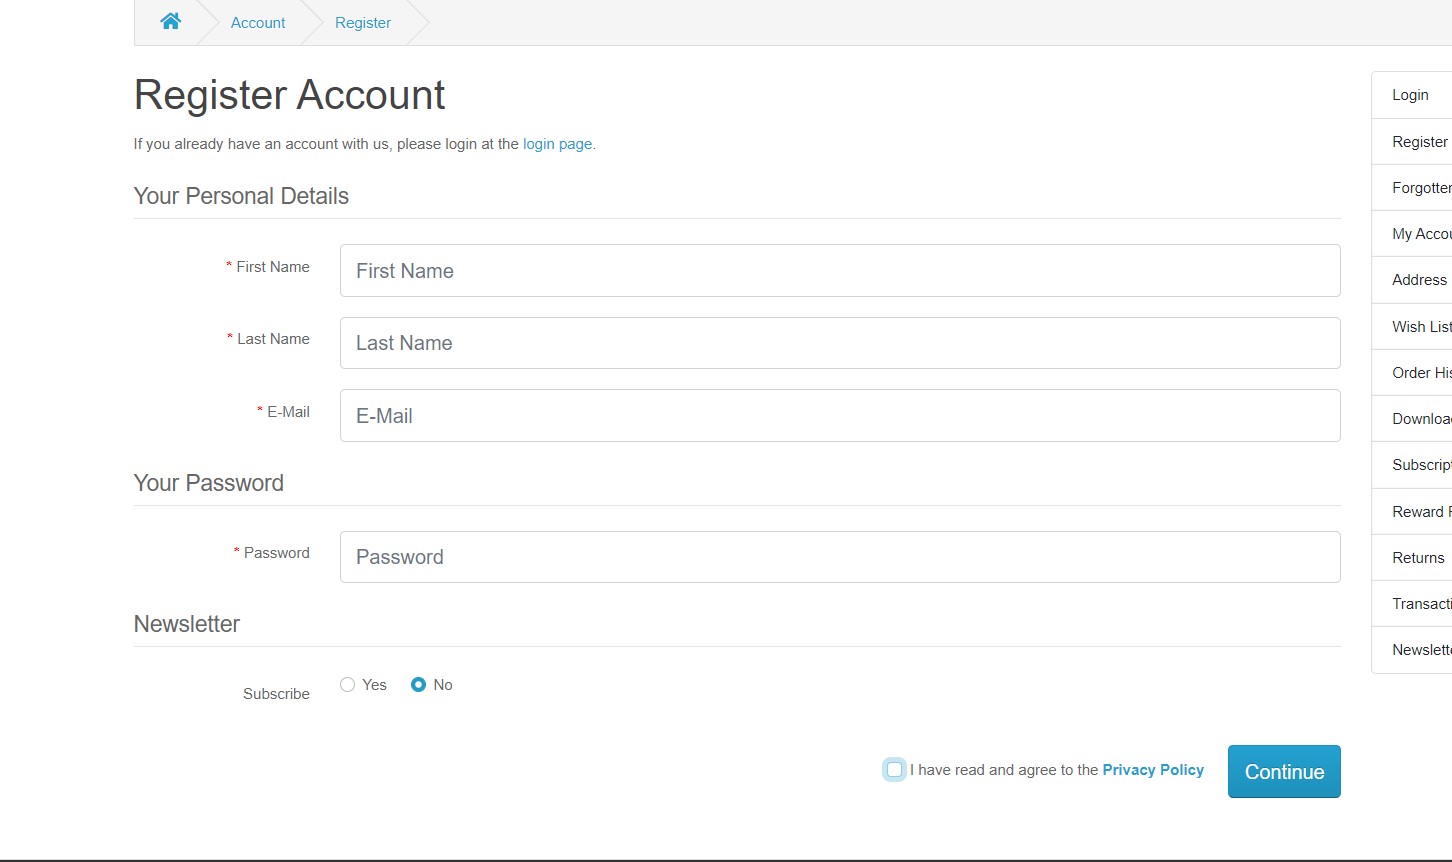 Account
Register
Register Account
If you already have an account with us, please login at the login page.
Your Personal Details
* First Name
First Name
* Last Name
Last Name
* E-Mail
E-Mail
Your Password
* Password
Password
Newsletter
Subscribe
Yes
No
I have read and agree to the Privacy Policy
Continue
Login
Register
Forgotten
My Accou
Address
Wish List
Order His
Downloa
Subscrip
Reward
Returns
Transacti
Newslett